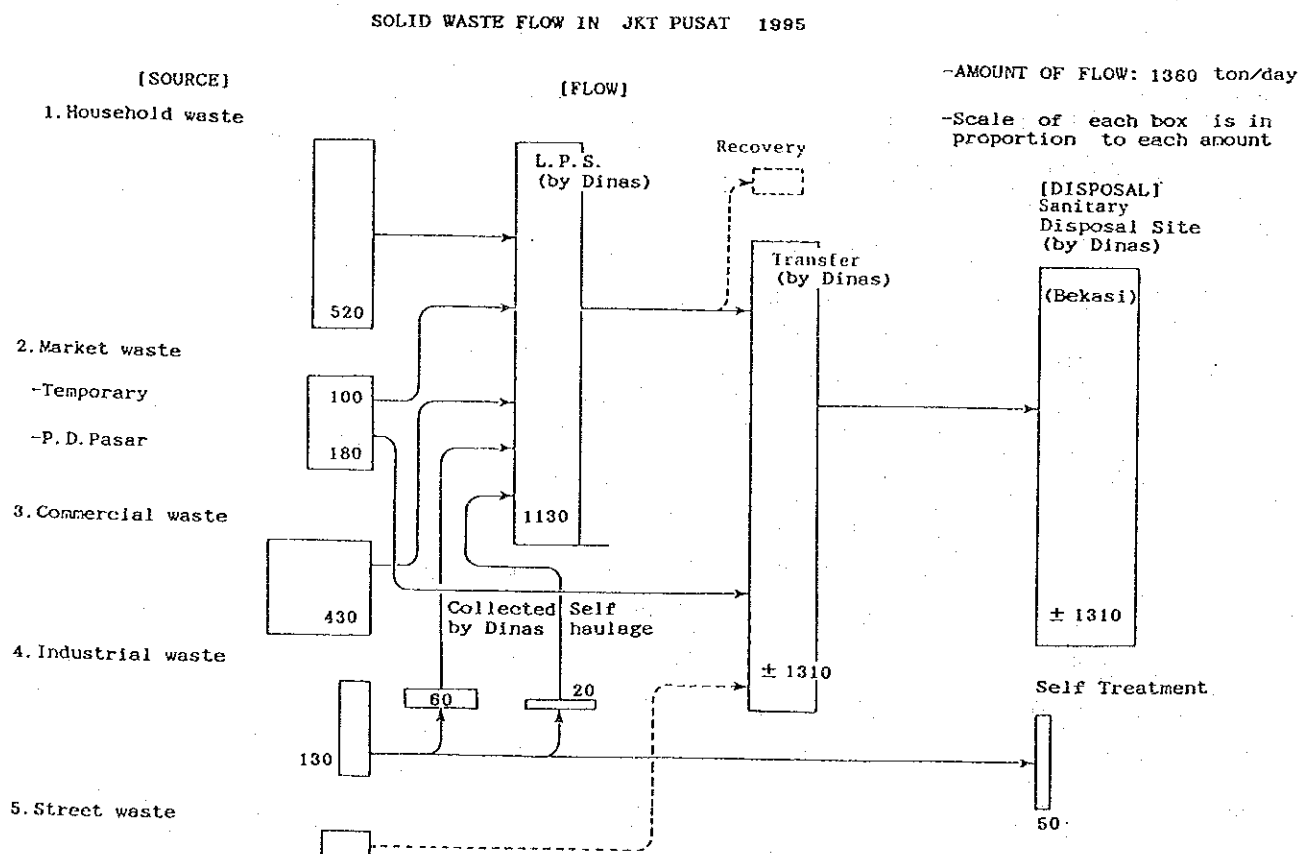 SOLID WASTE FLOW IN JKT PUSAT 1995
[SOURCE]
[FLOW]
-AMOUNT OF FLOW: 1360 ton/day
-Scale of each box is in
proportion to each amount
1.Household waste
520
2.Market waste
-Temporary
100
-P.D.Pasar
180
3.Commercial waste
430
4.Industrial waste
130
5.Street waste
L.P.S.
(by Dinas)
1130
Collected
by Dinas
60
Self
haulage
20
Recovery
Transfer
(by Dinas)
± 1310
[DISPOSAL]
Sanitary
Disposal Site
(by Dinas)
(Bekasi)
± 1310
Self Treatment
50